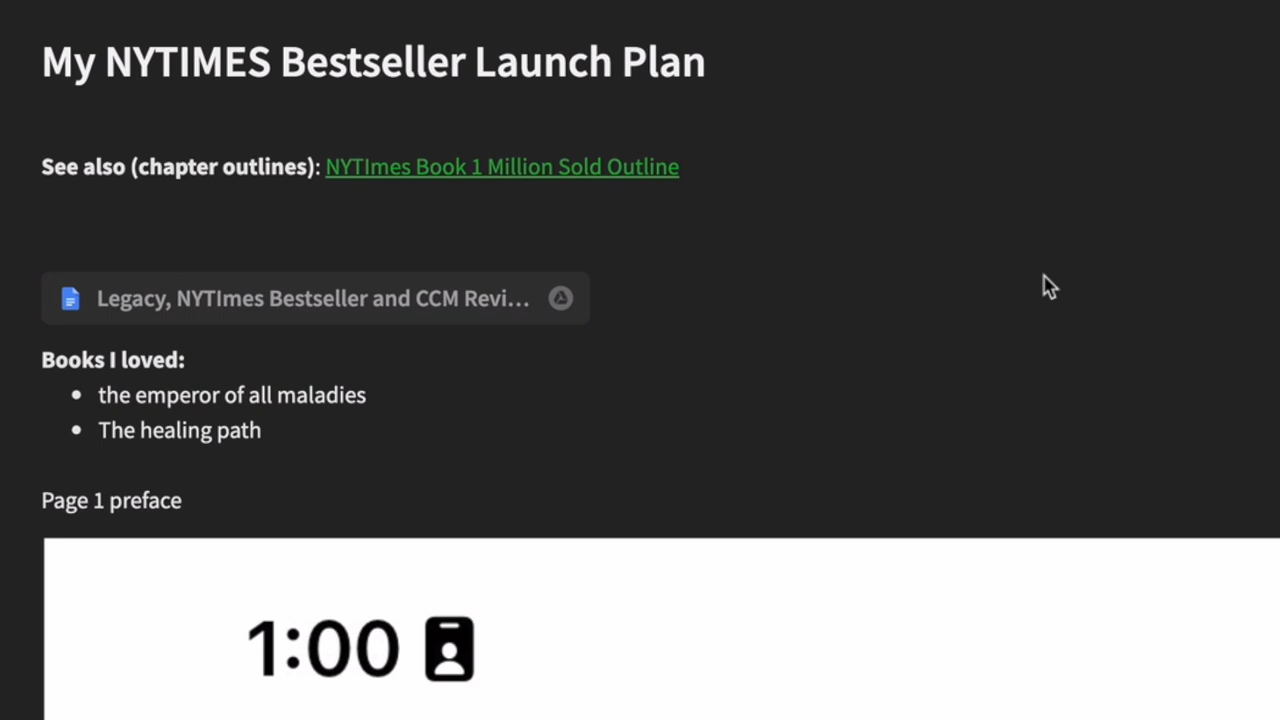 My NYTIMES Bestseller Launch Plan
See also (chapter outlines): NYTImes Book 1 Million Sold Outline
Legacy, NYTImes Bestseller and CCM Revi...
Books I loved:
• the emperor of all maladies
• The healing path
Page 1 preface
1:00